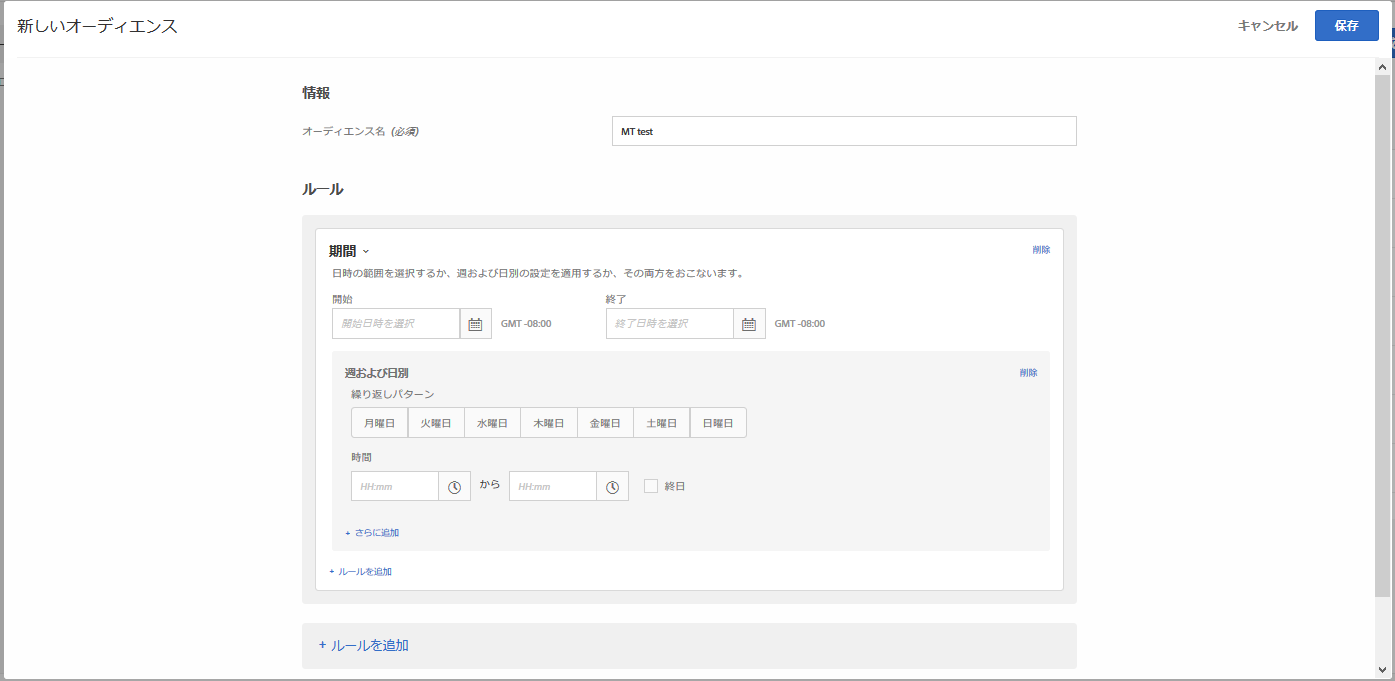 新しいオーディエンス
キャンセル 保存
情報
オーディエンス名 (必須) MT test
ルール
期間 削除
日時の範囲を選択するか、週および日別の設定を適用するか、その両方をおこないます。
開始 終了
開始日時を選択 GMT -08:00 終了日時を選択 GMT -08:00
週および日別 削除
繰り返しパターン
月曜日 火曜日 水曜日 木曜日 金曜日 土曜日 日曜日
時間
HH:mm から HH:mm 終日
+ さらに追加
+ ルールを追加
+ ルールを追加